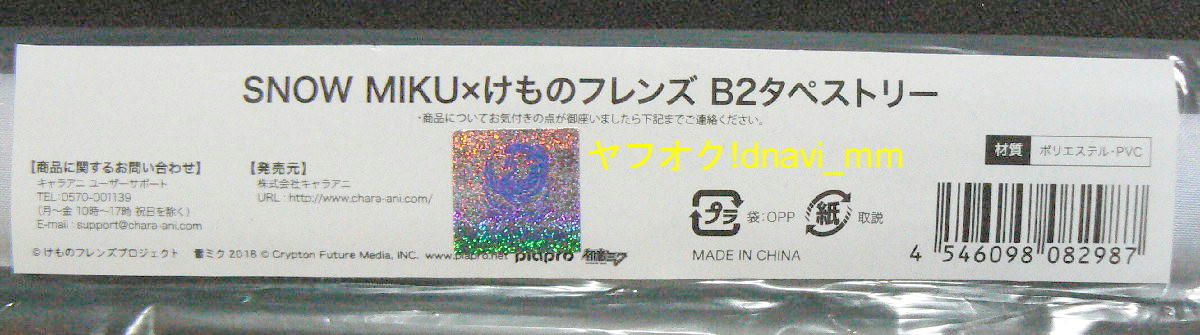 SNOW MIKU×けものフレンズ B2タペストリー
・商品についてお気付きの点が御座いましたら下記までご連絡ください。
ヤフオク!dnavi_mm
【商品に関するお問い合わせ】
キャラアニ ユーザーサポート
TEL:0570-001139
(月〜金 10時〜17時 祝日を除く)
E-mail : support@chara-ani.com
【発売元】
株式会社キャラアニ
URL : http://www.chara-ani.com/
材質 ポリエステル・PVC
プラ 袋:OPP 紙 取説
MADE IN CHINA
4 546098 082987
© けものフレンズプロジェクト 雪ミク 2018 © Crypton Future Media, INC. www.piapro.net piapro 初音ミク